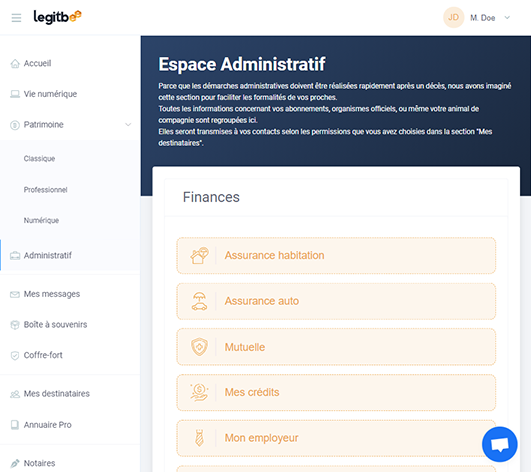 legitbee
JD M. Doe
Accueil
Vie numérique
Patrimoine
Classique
Professionnel
Numérique
Administratif
Mes messages
Boîte à souvenirs
Coffre-fort
Mes destinataires
Annuaire Pro
Notaires
Espace Administratif
Parce que les démarches administratives doivent être réalisées rapidement après un décès, nous avons imaginé
cette section pour faciliter les formalités de vos proches.
Toutes les informations concernant vos abonnements, organismes officiels, ou même votre animal de
compagnie sont regroupées ici.
Elles seront transmises à vos contacts selon les permissions que vous avez choisies dans la section "Mes
destinataires".
Finances
Assurance habitation
Assurance auto
Mutuelle
Mes crédits
Mon employeur